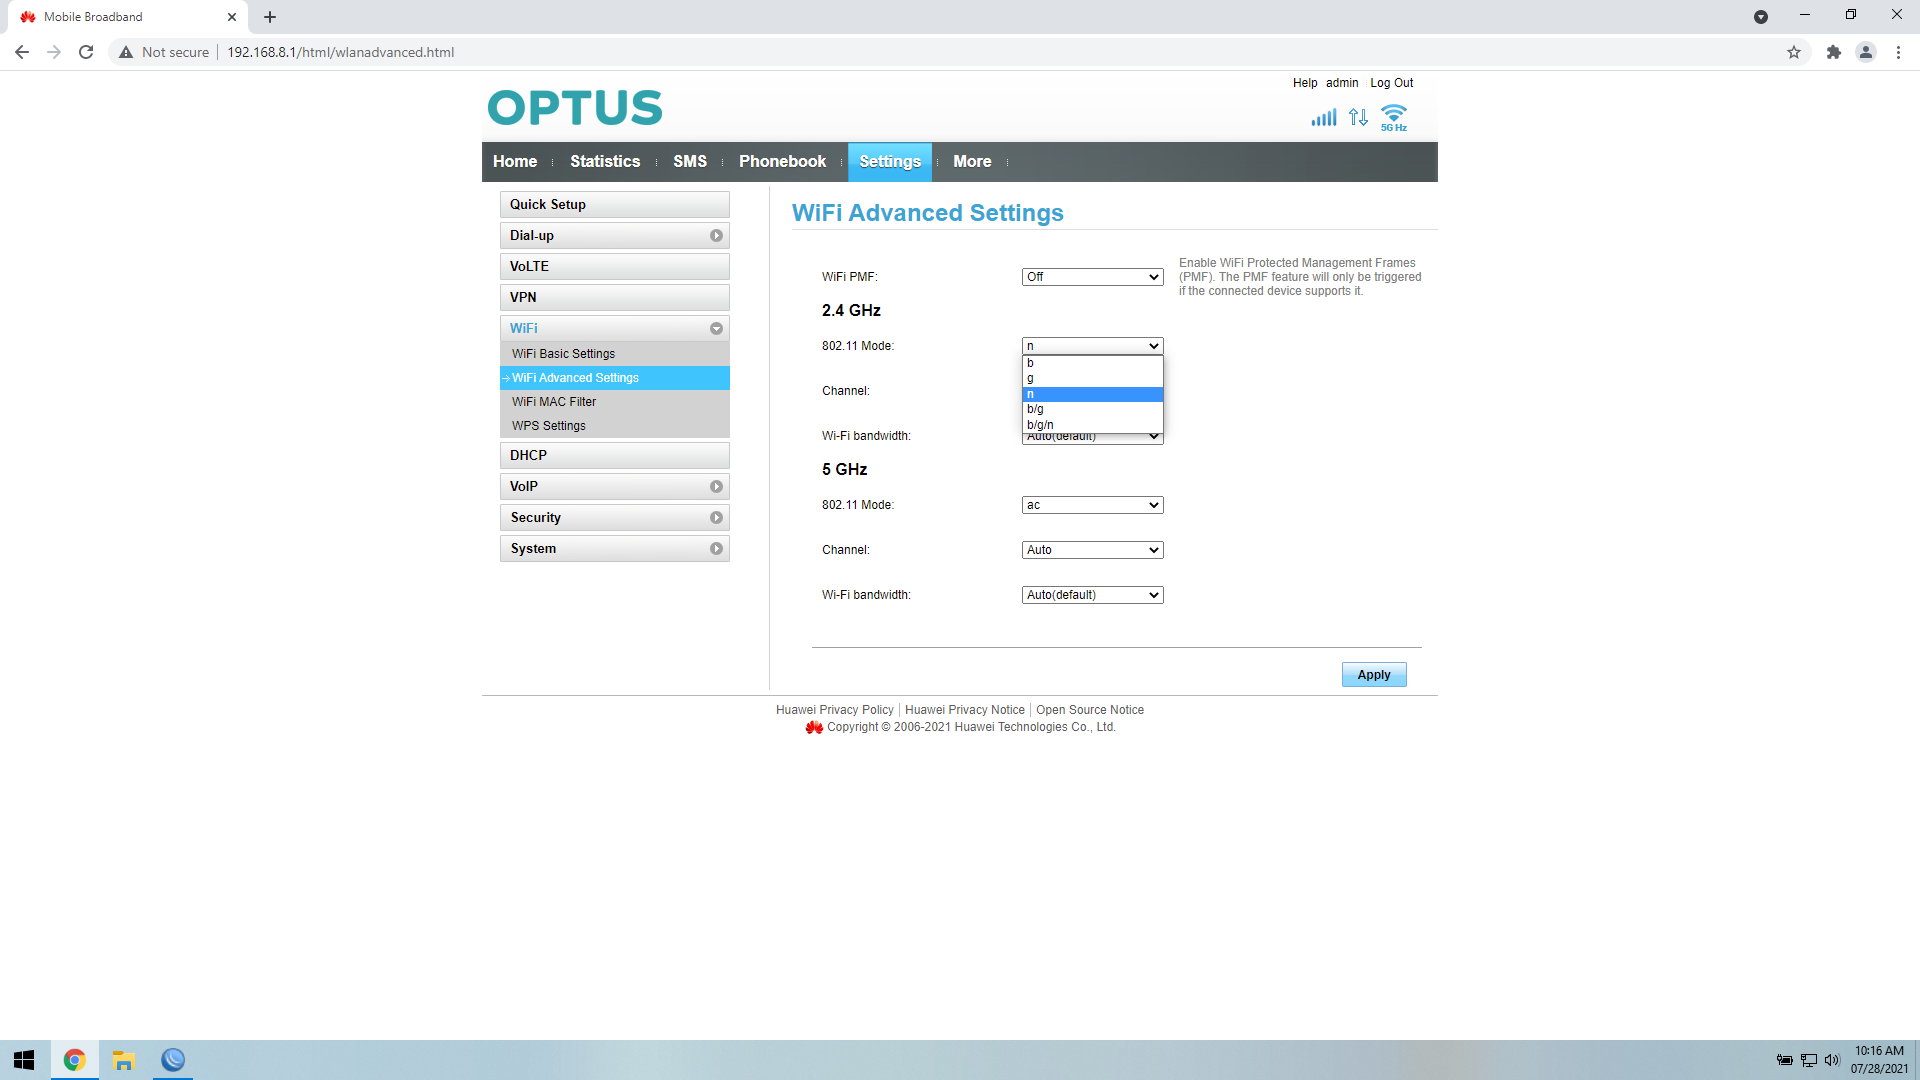 Mobile Broadband
Not secure
192.168.8.1/html/wlanadvanced.html
Help admin Log Out
OPTUS
5G Hz
Home Statistics SMS Phonebook Settings More
Quick Setup
Dial-up
VoLTE
VPN
WiFi
WiFi Basic Settings
WiFi Advanced Settings
WiFi MAC Filter
WPS Settings
DHCP
VoIP
Security
System
WiFi Advanced Settings
WiFi PMF: Off
Enable WiFi Protected Management Frames
(PMF). The PMF feature will only be triggered
if the connected device supports it.
2.4 GHz
802.11 Mode: n
b
g
n
b/g
b/g/n
Channel:
Wi-Fi bandwidth: Auto(default)
5 GHz
802.11 Mode: ac
Channel: Auto
Wi-Fi bandwidth: Auto(default)
Apply
Huawei Privacy Policy Huawei Privacy Notice Open Source Notice
Copyright © 2006-2021 Huawei Technologies Co., Ltd.
10:16 AM
07/28/2021